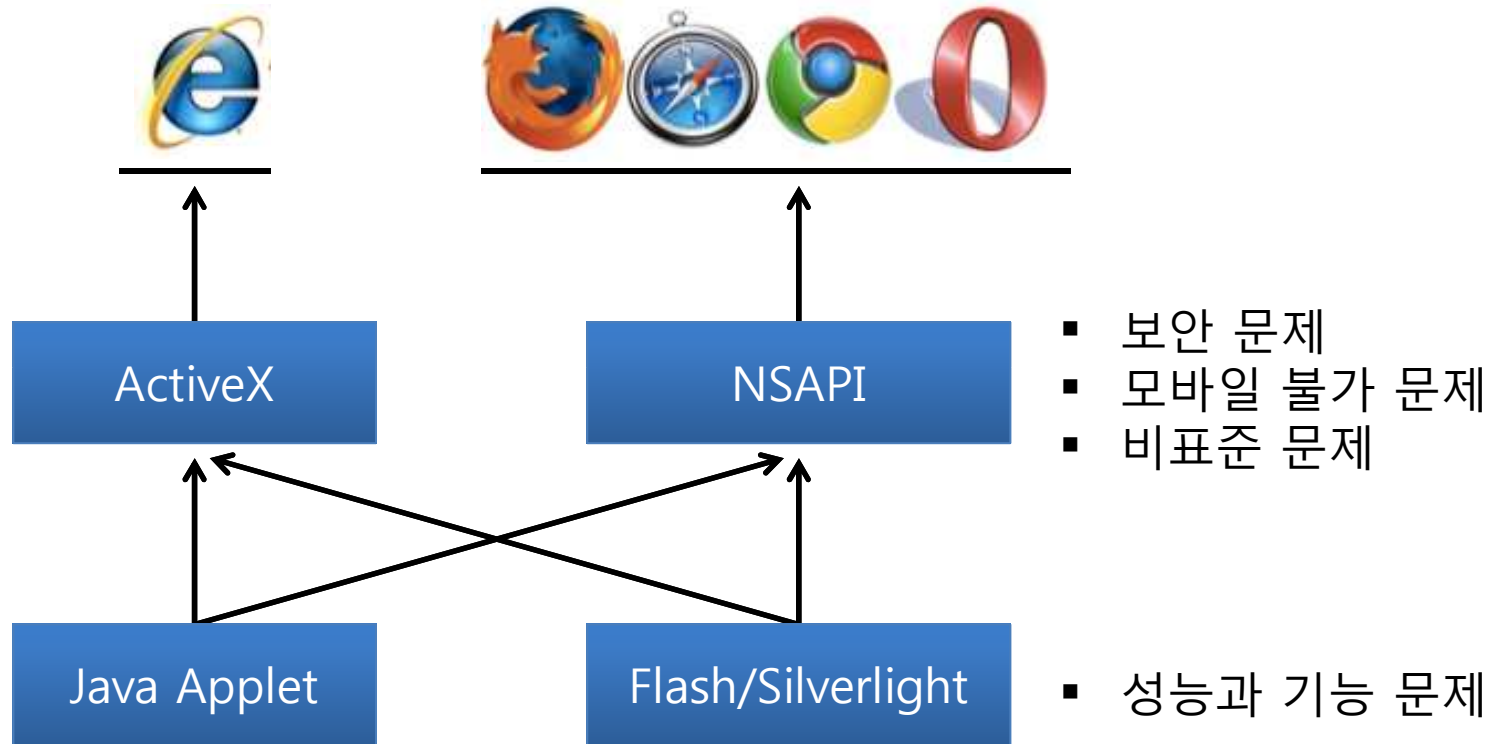 ActiveX
NSAPI
▪ 보안 문제
▪ 모바일 불가 문제
▪ 비표준 문제
Java Applet
Flash/Silverlight
▪ 성능과 기능 문제